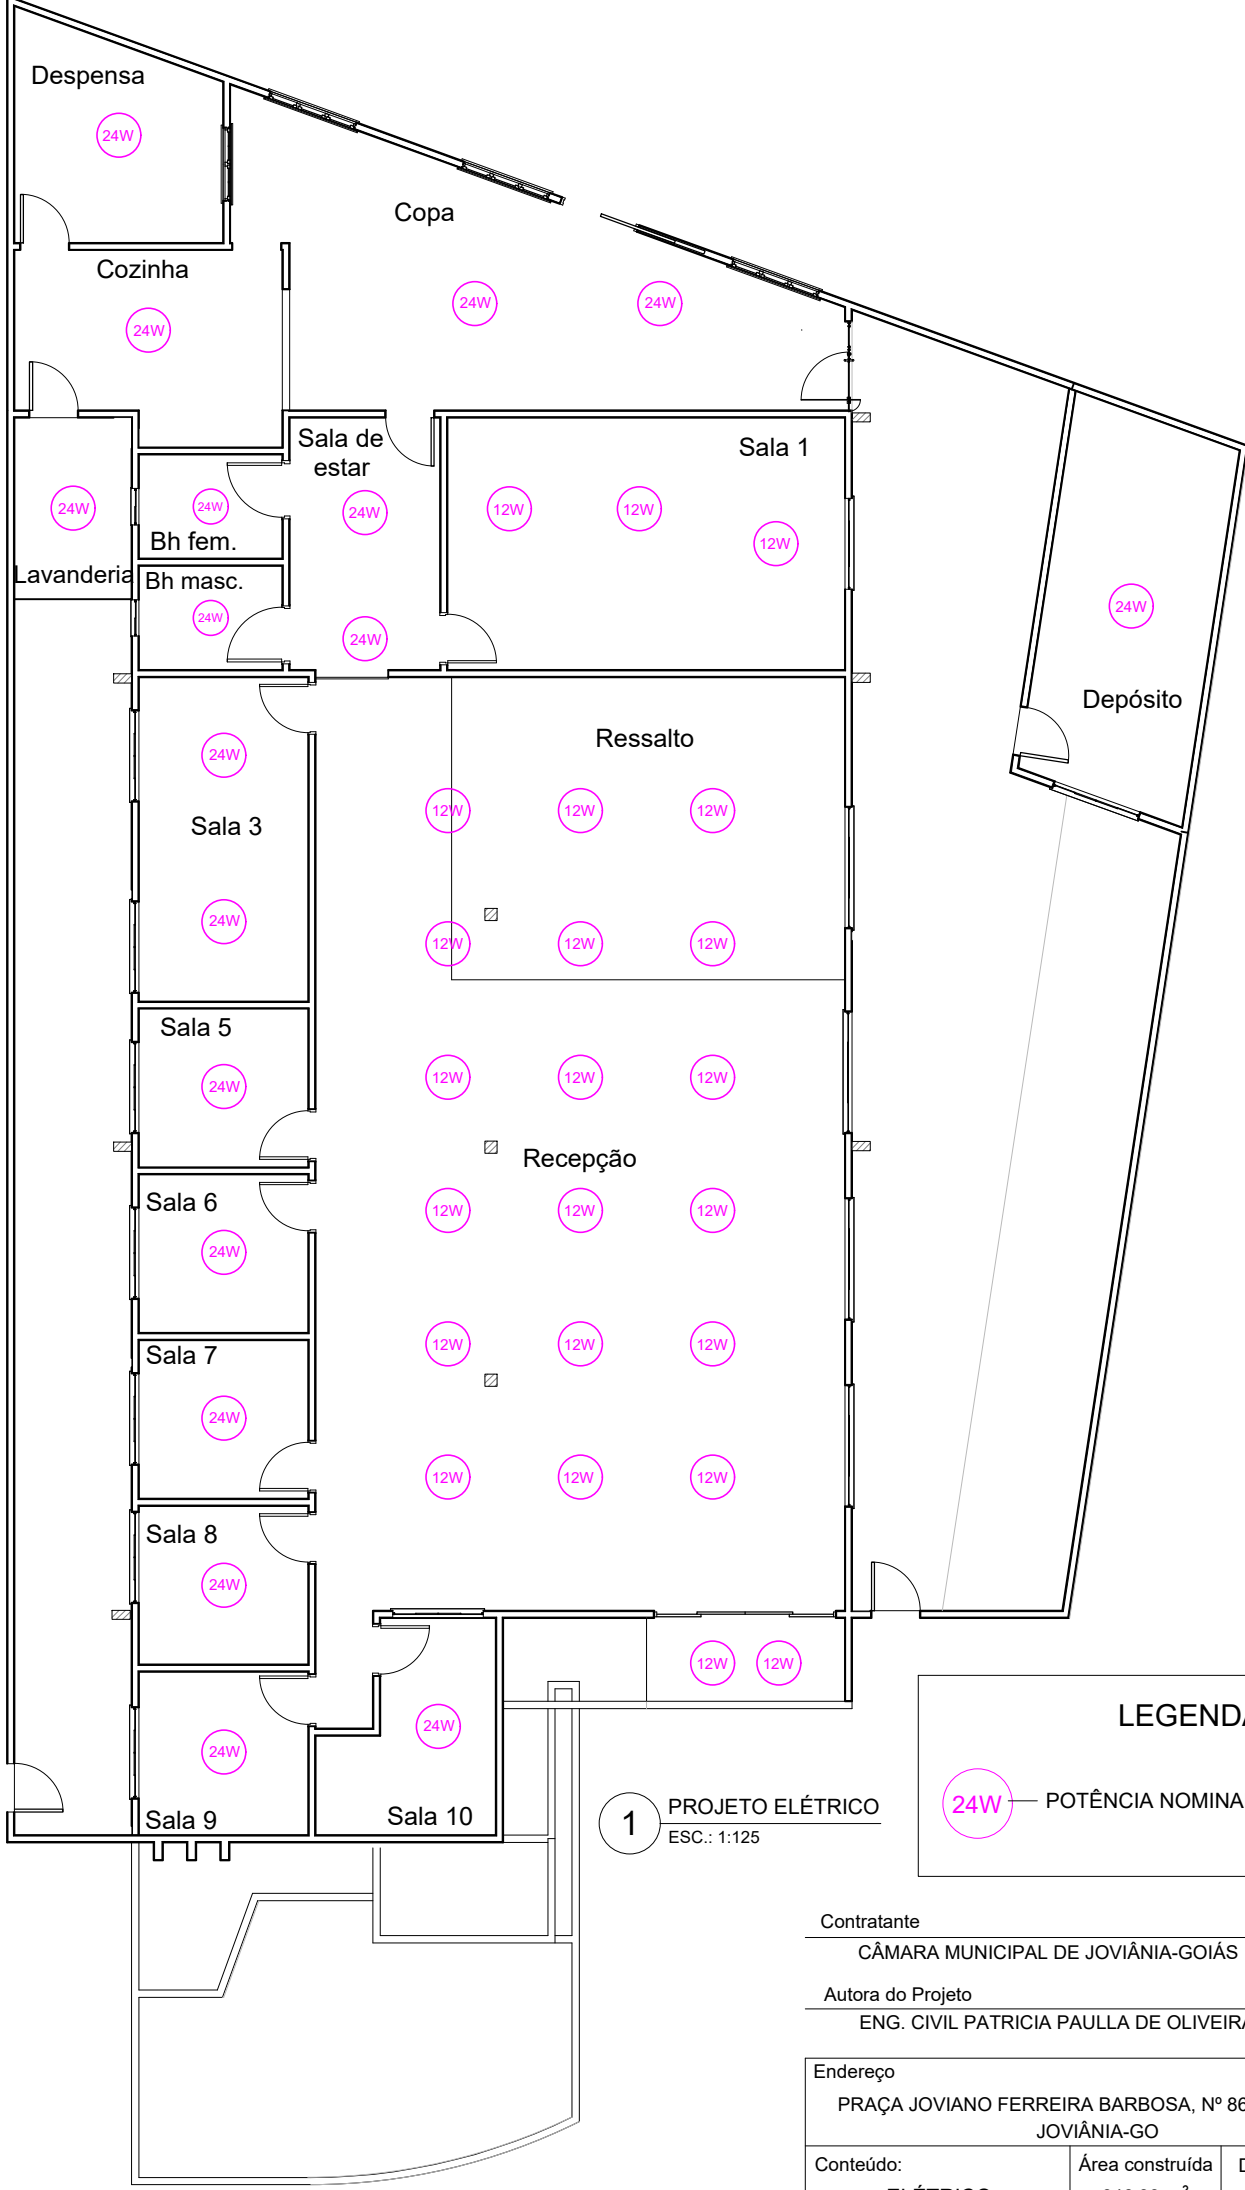 Despensa
24W
Copa
Cozinha
24W
24W
24W
Sala de
estar
Sala 1
24W
24W
24W
12W
12W
12W
Bh fem.
Lavanderia
Bh masc.
24W
24W
24W
Depósito
Ressalto
24W
Sala 3
12W
12W
12W
24W
12W
12W
12W
Sala 5
24W
12W
12W
12W
Recepção
Sala 6
24W
12W
12W
12W
Sala 7
24W
12W
12W
12W
12W
12W
12W
Sala 8
24W
12W
12W
24W
24W
Sala 9
Sala 10
1
PROJETO ELÉTRICO
ESC.: 1:125
LEGENDA
24W
POTÊNCIA NOMINA
Contratante
CÂMARA MUNICIPAL DE JOVIÂNIA-GOIÁS
Autora do Projeto
ENG. CIVIL PATRICIA PAULLA DE OLIVEIRA
Endereço
PRAÇA JOVIANO FERREIRA BARBOSA, Nº 86
JOVIÂNIA-GO
Conteúdo:
Área construída
ELÉTRICO